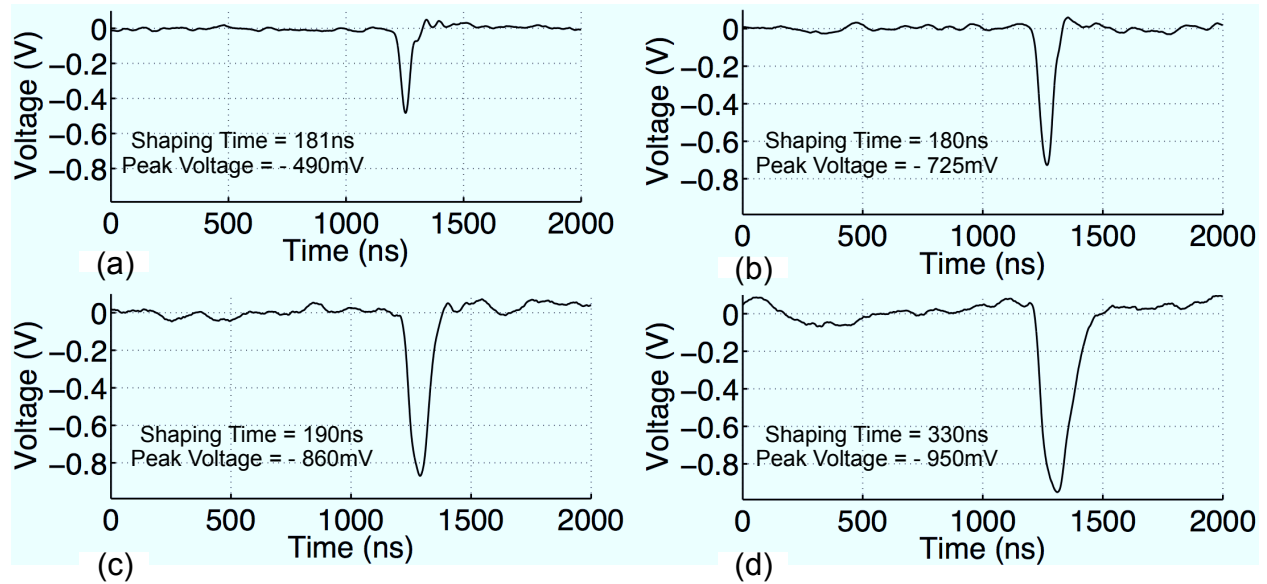 Voltage (V)
0
−0.2
−0.4
−0.6
−0.8
Shaping Time = 181ns
Peak Voltage = - 490mV
0 500 1000 1500 2000
Time (ns)
(a)
Voltage (V)
0
−0.2
−0.4
−0.6
−0.8
Shaping Time = 180ns
Peak Voltage = - 725mV
0 500 1000 1500 2000
Time (ns)
(b)
Voltage (V)
0
−0.2
−0.4
−0.6
−0.8
Shaping Time = 190ns
Peak Voltage = - 860mV
0 500 1000 1500 2000
Time (ns)
(c)
Voltage (V)
0
−0.2
−0.4
−0.6
−0.8
Shaping Time = 330ns
Peak Voltage = - 950mV
0 500 1000 1500 2000
Time (ns)
(d)